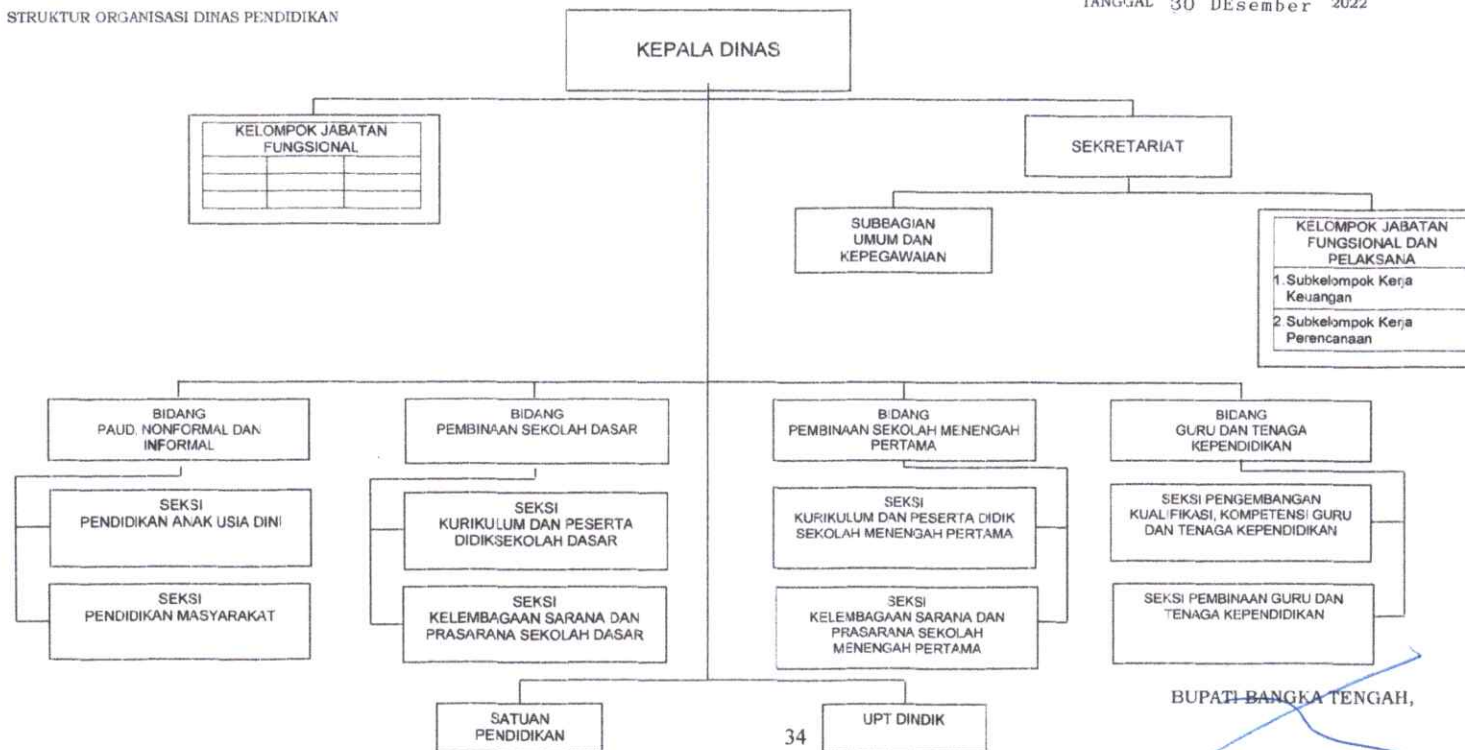 STRUKTUR ORGANISASI DINAS PENDIDIKAN
TANGGAL 30 DEsember 2022
KEPALA DINAS
KELOMPOK JABATAN
FUNGSIONAL
SEKRETARIAT
SUBBAGIAN
UMUM DAN
KEPEGAWAIAN
KELOMPOK JABATAN
FUNGSIONAL DAN
PELAKSANA
1. Subkelompok Kerja
Keuangan
2. Subkelompok Kerja
Perencanaan
BIDANG
PAUD, NONFORMAL DAN
INFORMAL
SEKSI
PENDIDIKAN ANAK USIA DINI
SEKSI
PENDIDIKAN MASYARAKAT
BIDANG
PEMBINAAN SEKOLAH DASAR
SEKSI
KURIKULUM DAN PESERTA
DIDIKSEKOLAH DASAR
SEKSI
KELEMBAGAAN SARANA DAN
PRASARANA SEKOLAH DASAR
BIDANG
PEMBINAAN SEKOLAH MENENGAH
PERTAMA
SEKSI
KURIKULUM DAN PESERTA DIDIK
SEKOLAH MENENGAH PERTAMA
SEKSI
KELEMBAGAAN SARANA DAN
PRASARANA SEKOLAH
MENENGAH PERTAMA
BIDANG
GURU DAN TENAGA
KEPENDIDIKAN
SEKSI PENGEMBANGAN
KUALIFIKASI, KOMPETENSI GURU
DAN TENAGA KEPENDIDIKAN
SEKSI PEMBINAAN GURU DAN
TENAGA KEPENDIDIKAN
SATUAN
PENDIDIKAN
UPT DINDIK
BUPATI BANGKA TENGAH,
34